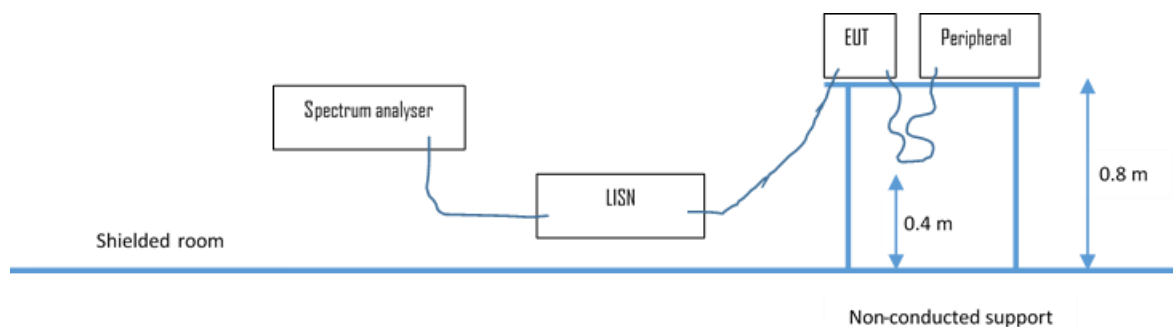 EUT
Peripheral
Spectrum analyser
LISN
0.8 m
0.4 m
Shielded room
Non-conducted support